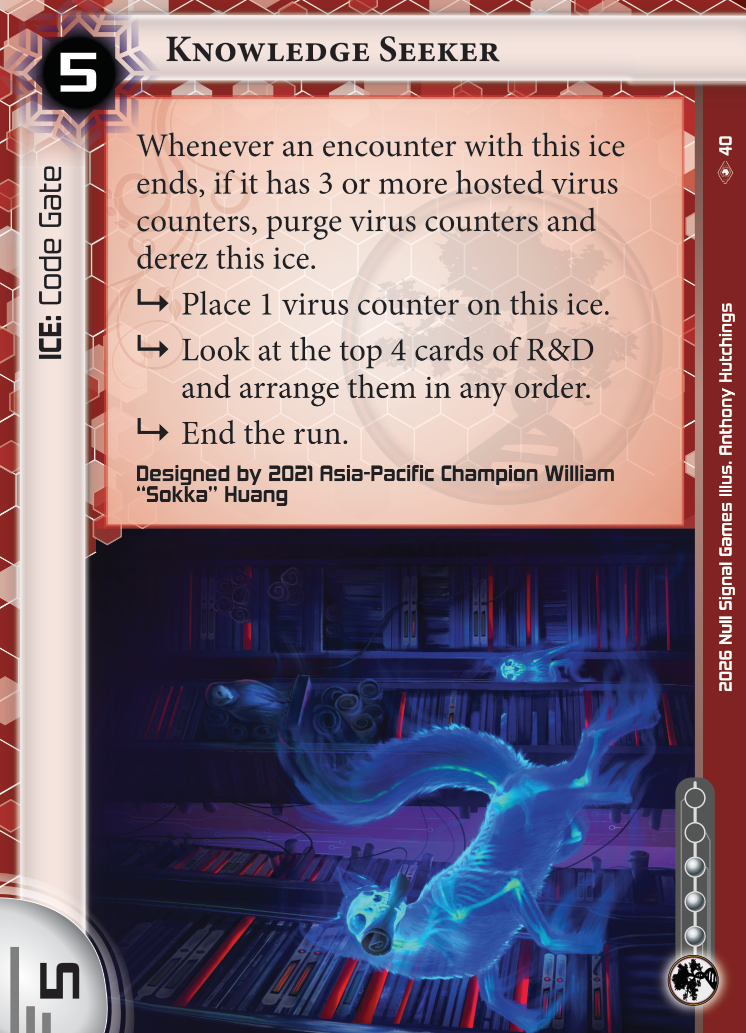 5
Knowledge Seeker
ICE: Code Gate
Whenever an encounter with this ice
ends, if it has 3 or more hosted virus
counters, purge virus counters and
derez this ice.
↳ Place 1 virus counter on this ice.
↳ Look at the top 4 cards of R&D
and arrange them in any order.
↳ End the run.
Designed by 2021 Asia-Pacific Champion William
“Sokka” Huang
5
2026 Null Signal Games Illus. Anthony Hutchings
40